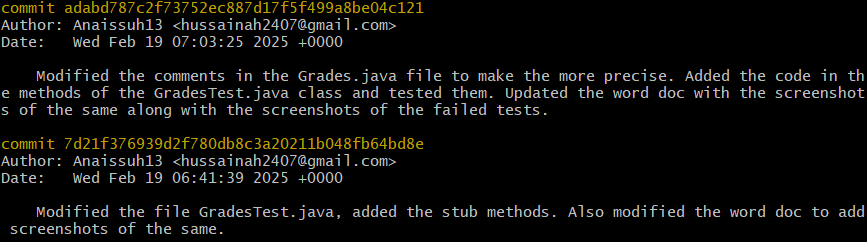 commit adabd787c2f73752ec887d17f5f499a8be04c121
Author: Anaissuh13 <hussainah2407@gmail.com>
Date:   Wed Feb 19 07:03:25 2025 +0000
    Modified the comments in the Grades.java file to make the more precise. Added the code in th
e methods of the GradesTest.java class and tested them. Updated the word doc with the screenshot
s of the same along with the screenshots of the failed tests.
commit 7d21f376939d2f780db8c3a20211b048fb64bd8e
Author: Anaissuh13 <hussainah2407@gmail.com>
Date:   Wed Feb 19 06:41:39 2025 +0000
    Modified the file GradesTest.java, added the stub methods. Also modified the word doc to add
 screenshots of the same.